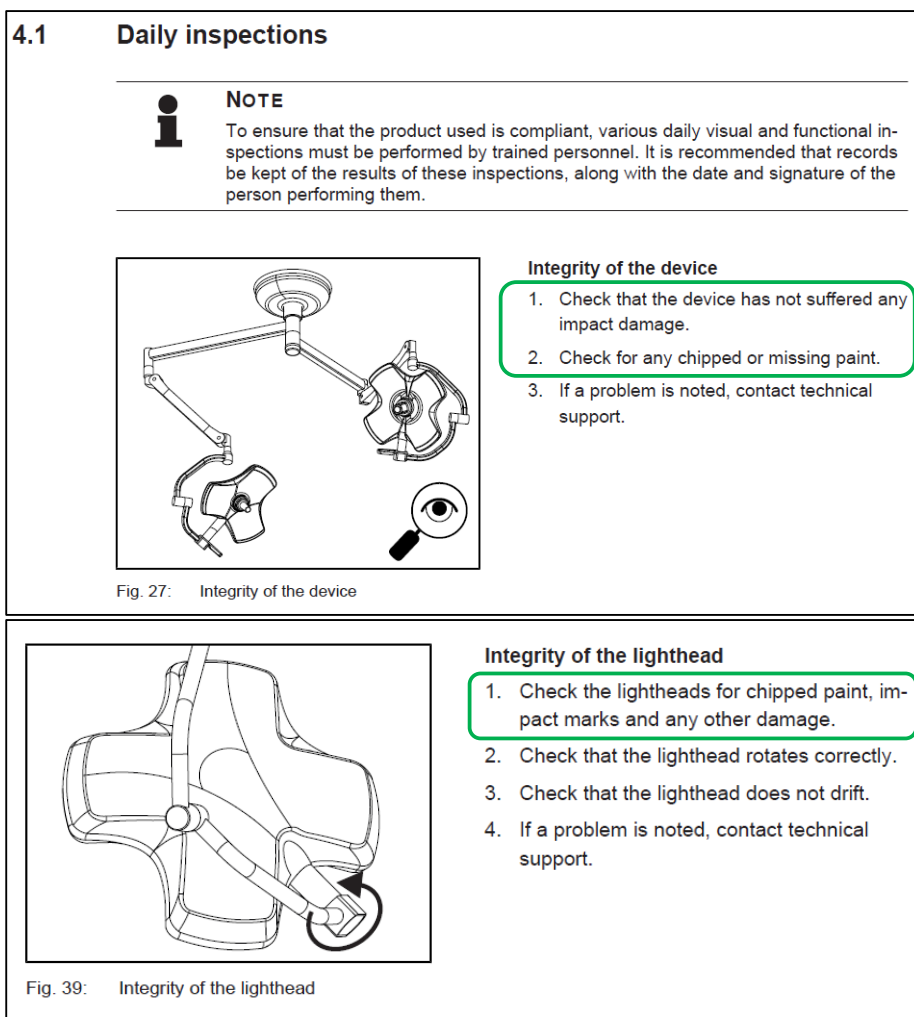 4.1 Daily inspections
NOTE
To ensure that the product used is compliant, various daily visual and functional in-
spections must be performed by trained personnel. It is recommended that records
be kept of the results of these inspections, along with the date and signature of the
person performing them.
Integrity of the device
1. Check that the device has not suffered any
impact damage.
2. Check for any chipped or missing paint.
3. If a problem is noted, contact technical
support.
Fig. 27: Integrity of the device
Integrity of the lighthead
1. Check the lightheads for chipped paint, im-
pact marks and any other damage.
2. Check that the lighthead rotates correctly.
3. Check that the lighthead does not drift.
4. If a problem is noted, contact technical
support.
Fig. 39: Integrity of the lighthead